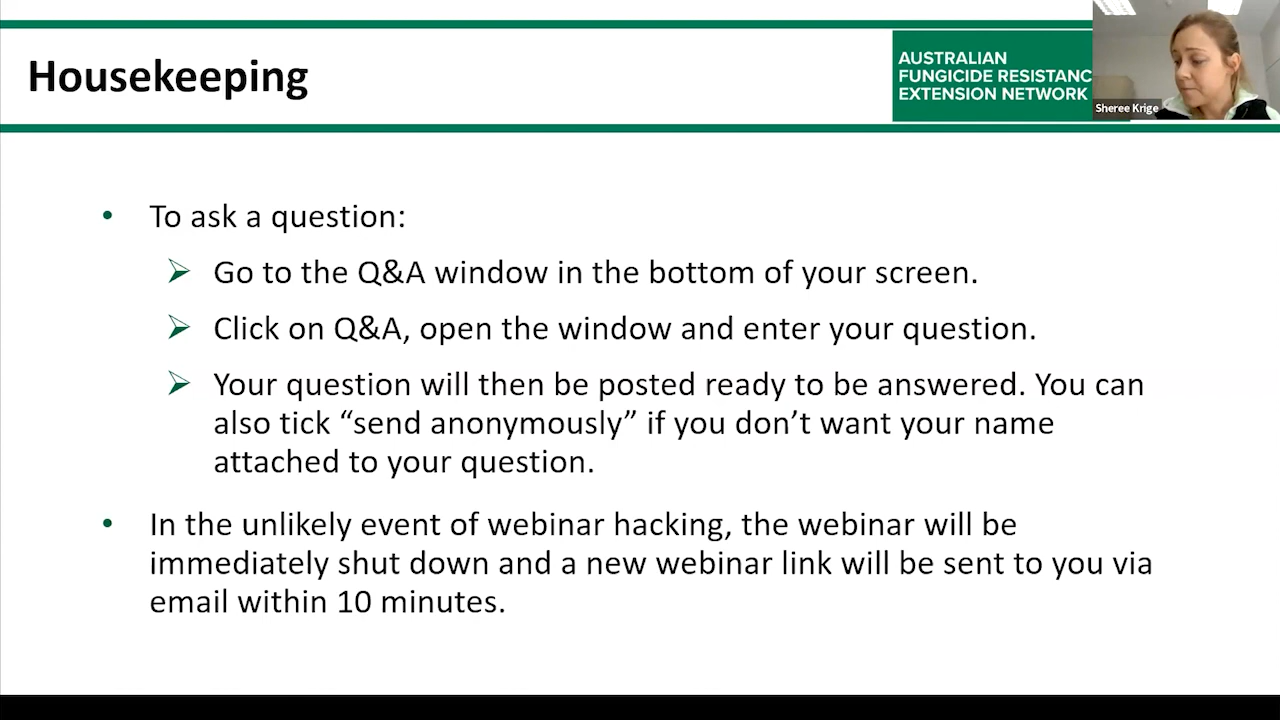 Housekeeping
AUSTRALIAN
FUNGICIDE RESISTANC
EXTENSION NETWORK
Sheree Krige
• To ask a question:
➢ Go to the Q&A window in the bottom of your screen.
➢ Click on Q&A, open the window and enter your question.
➢ Your question will then be posted ready to be answered. You can
also tick “send anonymously” if you don’t want your name
attached to your question.
• In the unlikely event of webinar hacking, the webinar will be
immediately shut down and a new webinar link will be sent to you via
email within 10 minutes.